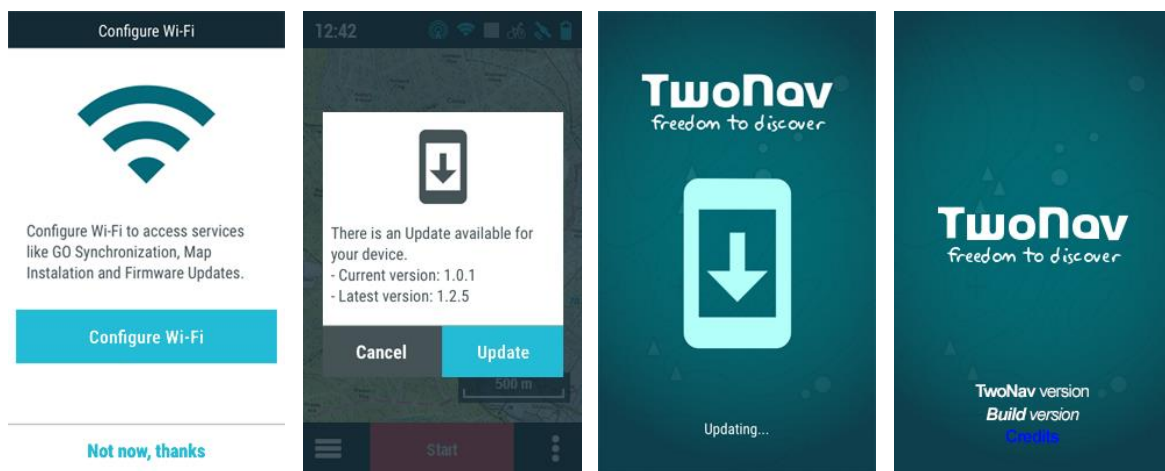 Configure Wi-Fi
Configure Wi-Fi to access services
like GO Synchronization, Map
Instalation and Firmware Updates.
Configure Wi-Fi
Not now, thanks
12:42
There is an Update available for
your device.
- Current version: 1.0.1
- Latest version: 1.2.5
Cancel
Update
500 m
Start
TwoNav
freedom to discover
Updating...
TwoNav
freedom to discover
TwoNav version
Build version
Credits